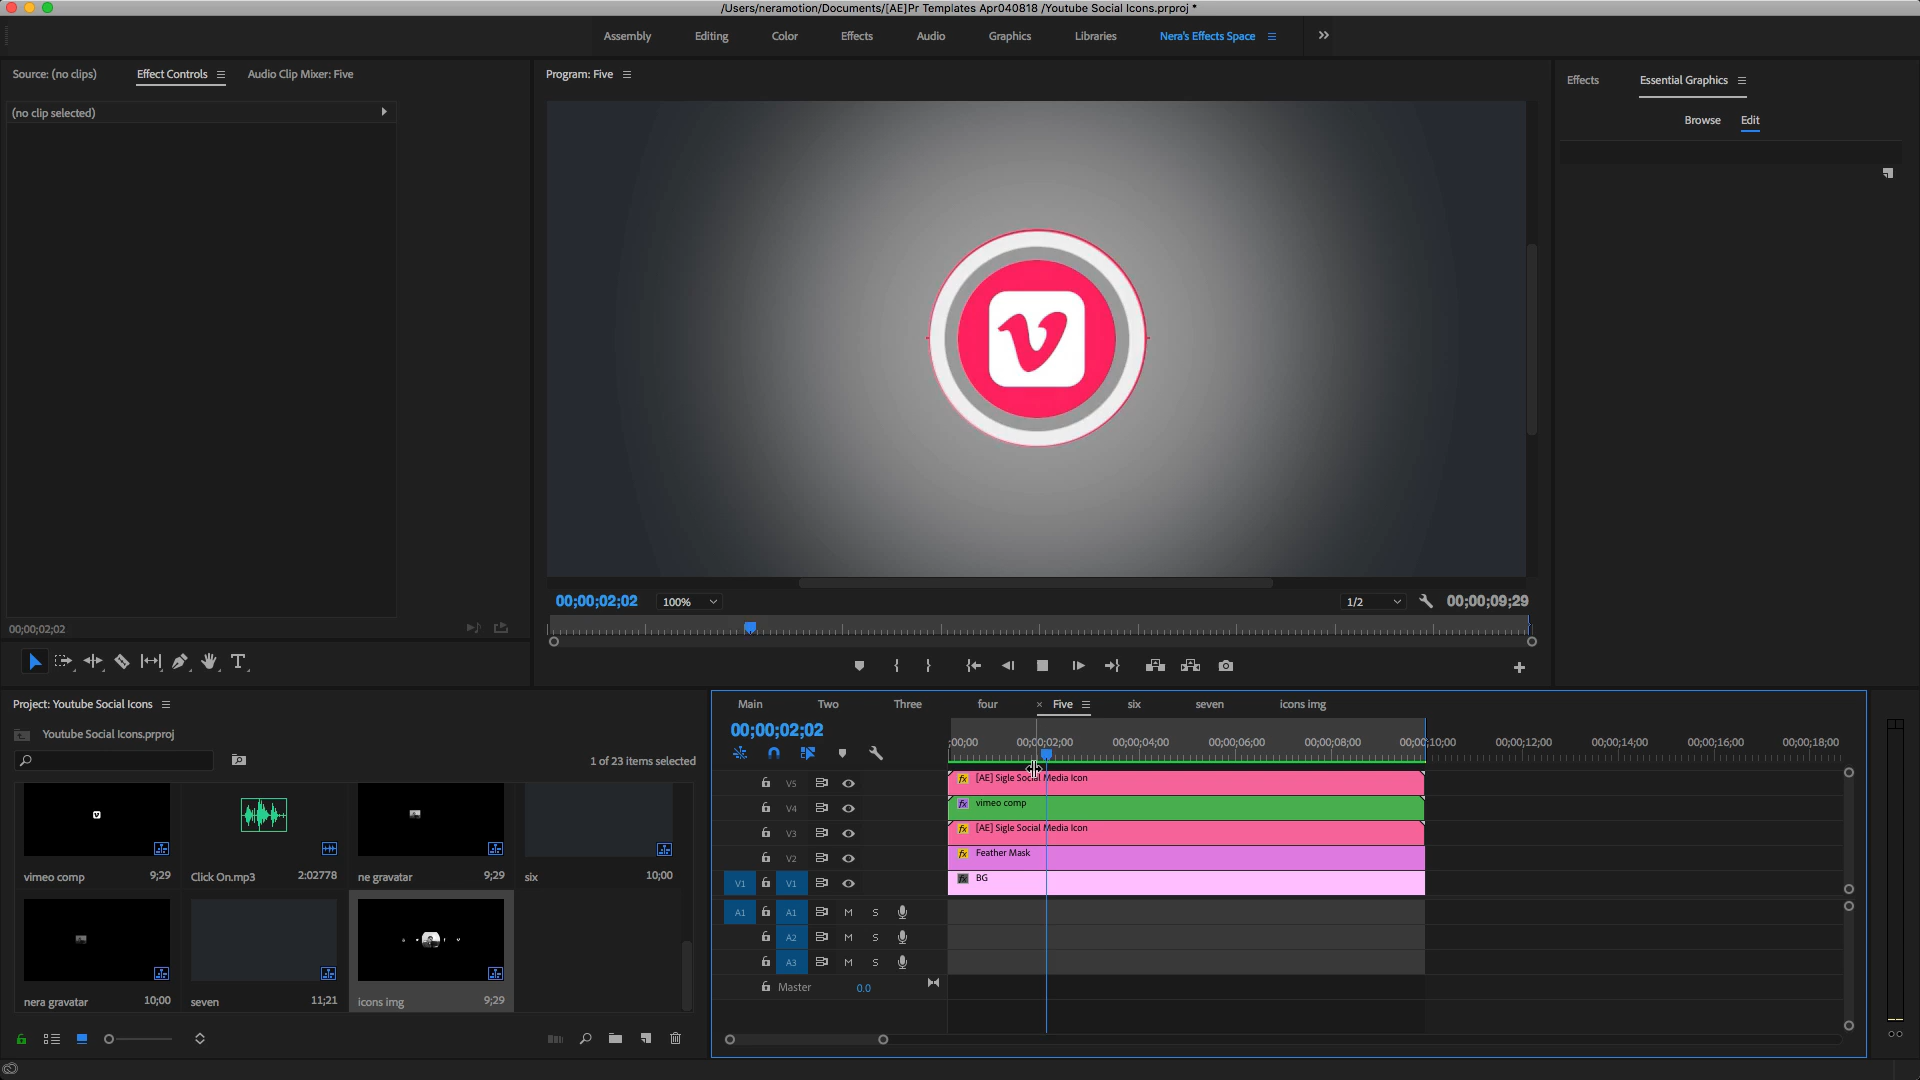 /Users/neramotion/Documents/[AE]Pr Templates Apr040818 /Youtube Social Icons.prproj *
Assembly
Editing
Color
Effects
Audio
Graphics
Libraries
Nera's Effects Space
Source: (no clips)
Effect Controls
Audio Clip Mixer: Five
Program: Five
Effects
Essential Graphics
(no clip selected)
Browse
Edit
00;00;02;02
100%
1/2
00;00;09;29
00;00;02;02
Project: Youtube Social Icons
Youtube Social Icons.prproj
1 of 23 items selected
vimeo comp
9;29
Click On.mp3
2:02778
ne gravatar
9;29
six
10;00
nera gravatar
10;00
seven
11;21
icons img
9;29
Main
Two
Three
four
× Five
six
seven
icons img
00;00;02;02
;00;00
00;00;02;00
00;00;04;00
00;00;06;00
00;00;08;00
00;00;10;00
00;00;12;00
00;00;14;00
00;00;16;00
00;00;18;00
V5
fx [AE] Sigle Social Media Icon
V4
fx vimeo comp
V3
fx [AE] Sigle Social Media Icon
V2
fx Feather Mask
V1
V1
fx BG
A1
A1
M
S
A2
M
S
A3
M
S
Master
0.0